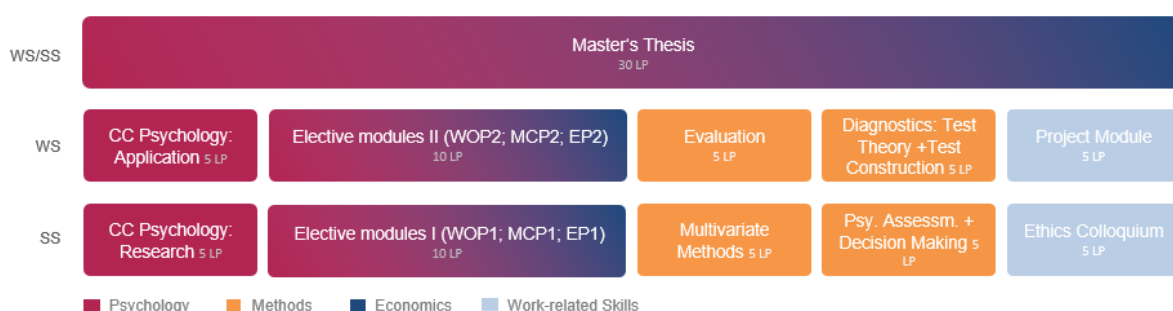 Master's Thesis
30 LP
WS/SS
CC Psychology:
Application 5 LP
Elective modules II (WOP2; MCP2; EP2)
10 LP
Evaluation
5 LP
Diagnostics: Test
Theory +Test
Construction 5 LP
Project Module
5 LP
WS
CC Psychology:
Research 5 LP
Elective modules I (WOP1; MCP1; EP1)
10 LP
Multivariate
Methods 5 LP
Psy. Assessm. +
Decision Making 5
LP
Ethics Colloquium
5 LP
SS
Psychology
Methods
Economics
Work-related Skills